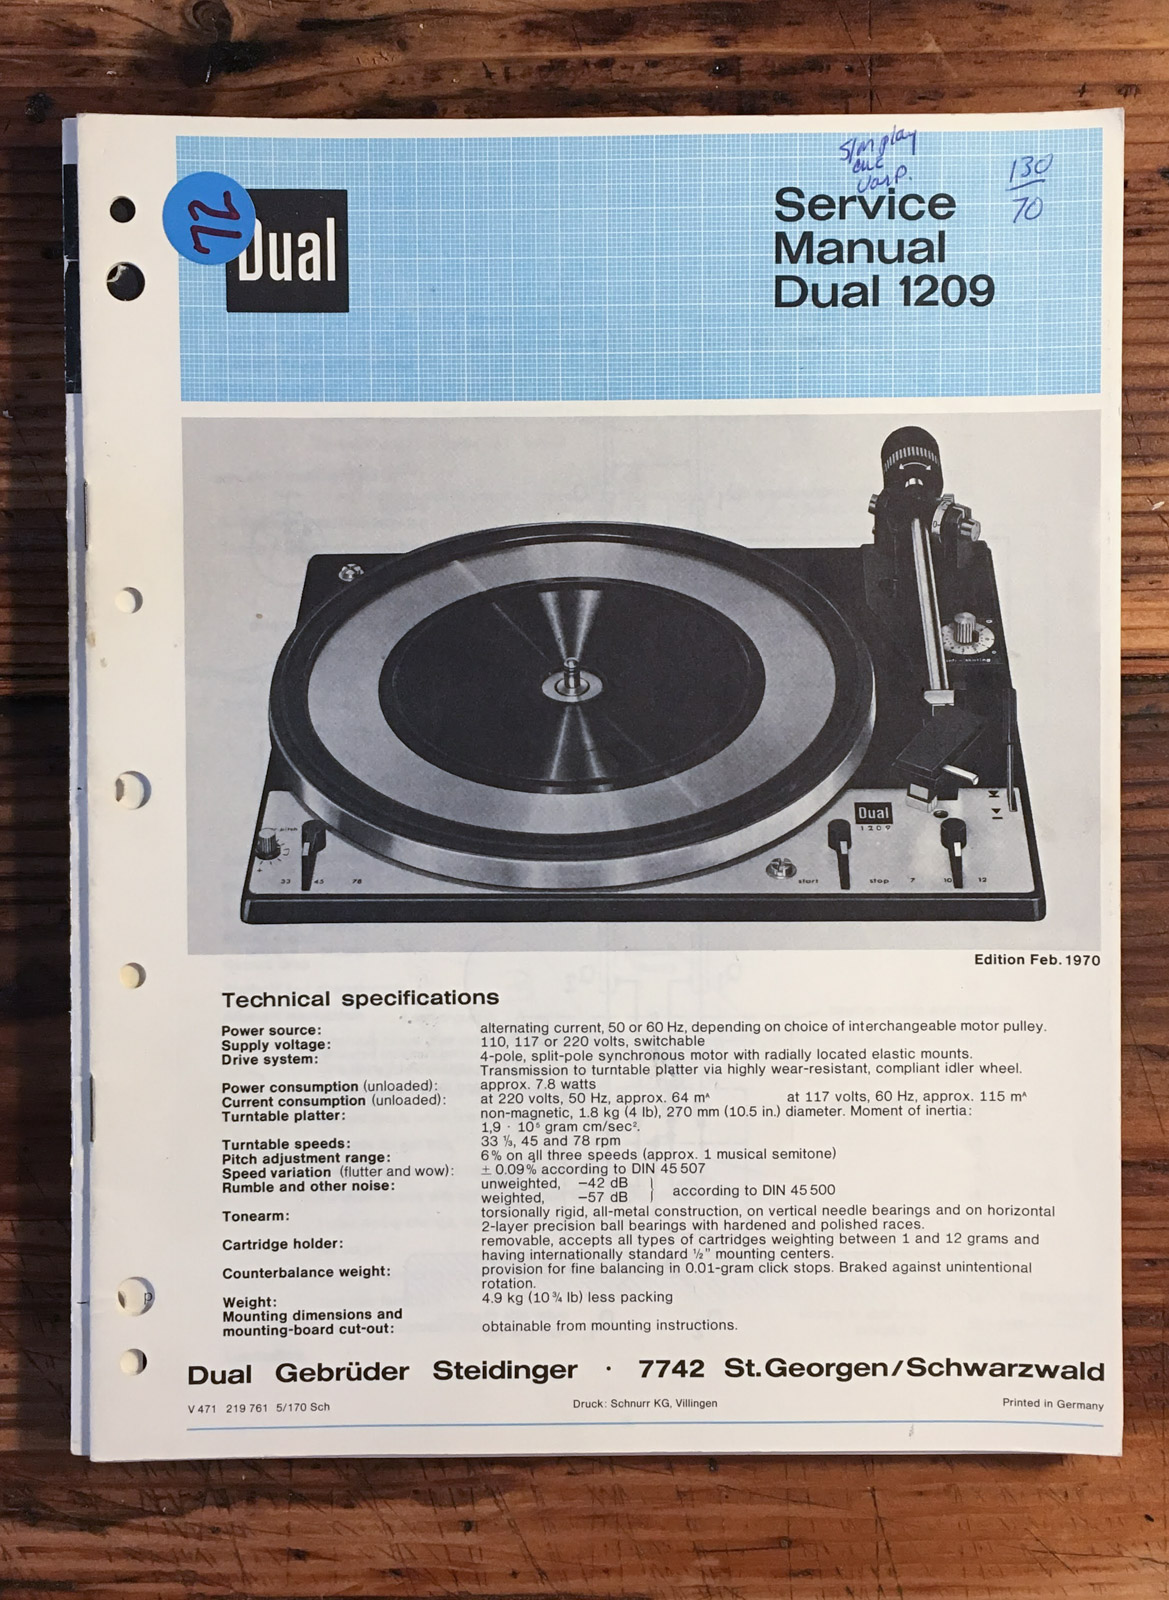 72
Dual
Sim play
130
70
Service
Manual
Dual 1209
pitch
33 45 78
Dual
1209
start stop 7 10 12
Edition Feb. 1970
Technical specifications
Power source: alternating current, 50 or 60 Hz, depending on choice of interchangeable motor pulley.
Supply voltage: 110, 117 or 220 volts, switchable
Drive system: 4-pole, split-pole synchronous motor with radially located elastic mounts.
Transmission to turntable platter via highly wear-resistant, compliant idler wheel.
Power consumption (unloaded): approx. 7.8 watts
Current consumption (unloaded): at 220 volts, 50 Hz, approx. 64 mᴬ at 117 volts, 60 Hz, approx. 115 mᴬ
Turntable platter: non-magnetic, 1.8 kg (4 lb), 270 mm (10.5 in.) diameter. Moment of inertia:
gram cm/sec².
Turntable speeds: 33 ⅓, 45 and 78 rpm
Pitch adjustment range: 6% on all three speeds (approx. 1 musical semitone)
Speed variation (flutter and wow): ± 0.09% according to DIN 45 507
Rumble and other noise: unweighted, −42 dB
weighted, −57 dB
according to DIN 45 500
Tonearm: torsionally rigid, all-metal construction, on vertical needle bearings and on horizontal
2-layer precision ball bearings with hardened and polished races.
Cartridge holder: removable, accepts all types of cartridges weighting between 1 and 12 grams and
having internationally standard ½" mounting centers.
Counterbalance weight: provision for fine balancing in 0.01-gram click stops. Braked against unintentional
rotation.
Weight: 4.9 kg (10 ¾ lb) less packing
Mounting dimensions and
mounting-board cut-out: obtainable from mounting instructions.
Dual Gebrüder Steidinger · 7742 St. Georgen/Schwarzwald
V 471 219 761 5/170 Sch
Druck: Schnurr KG, Villingen
Printed in Germany